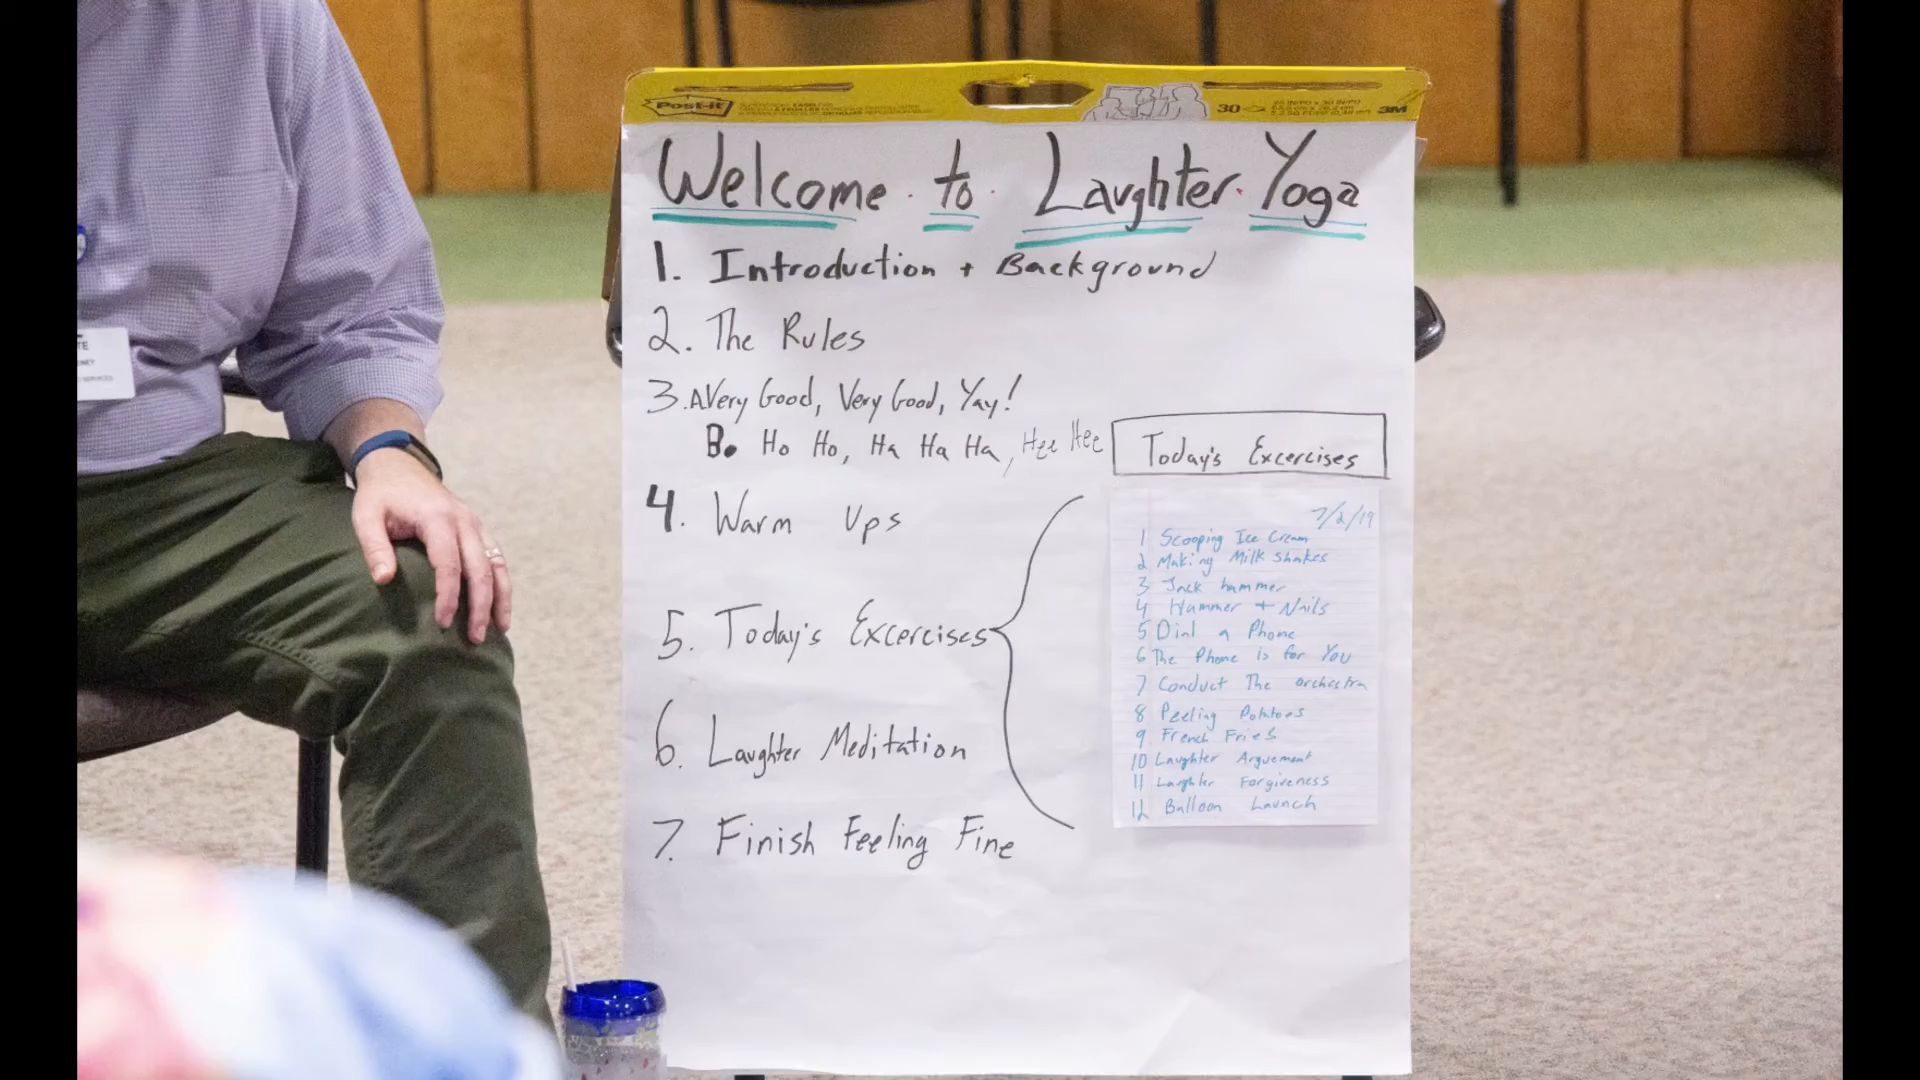 Post-it
30
3M
Welcome to Laughter Yoga
1. Introduction + Background
2. The Rules
3. A Very Good, Very Good, Yay!
B. Ho Ho, Ha Ha Ha, Hee Hee
4. Warm Ups
5. Today's Excercises
6. Laughter Meditation
7. Finish Feeling Fine
Today's Excercises
7/2/19
1 Scooping Ice Cream
2 Making Milk Shakes
3 Jack hammer
4 Hammer + Nails
5 Dial a Phone
6 The Phone is for You
7 Conduct The orchestra
8 Peeling Potatoes
9. French Fries
10 Laughter Arguement
11 Laughter Forgiveness
12 Balloon Launch